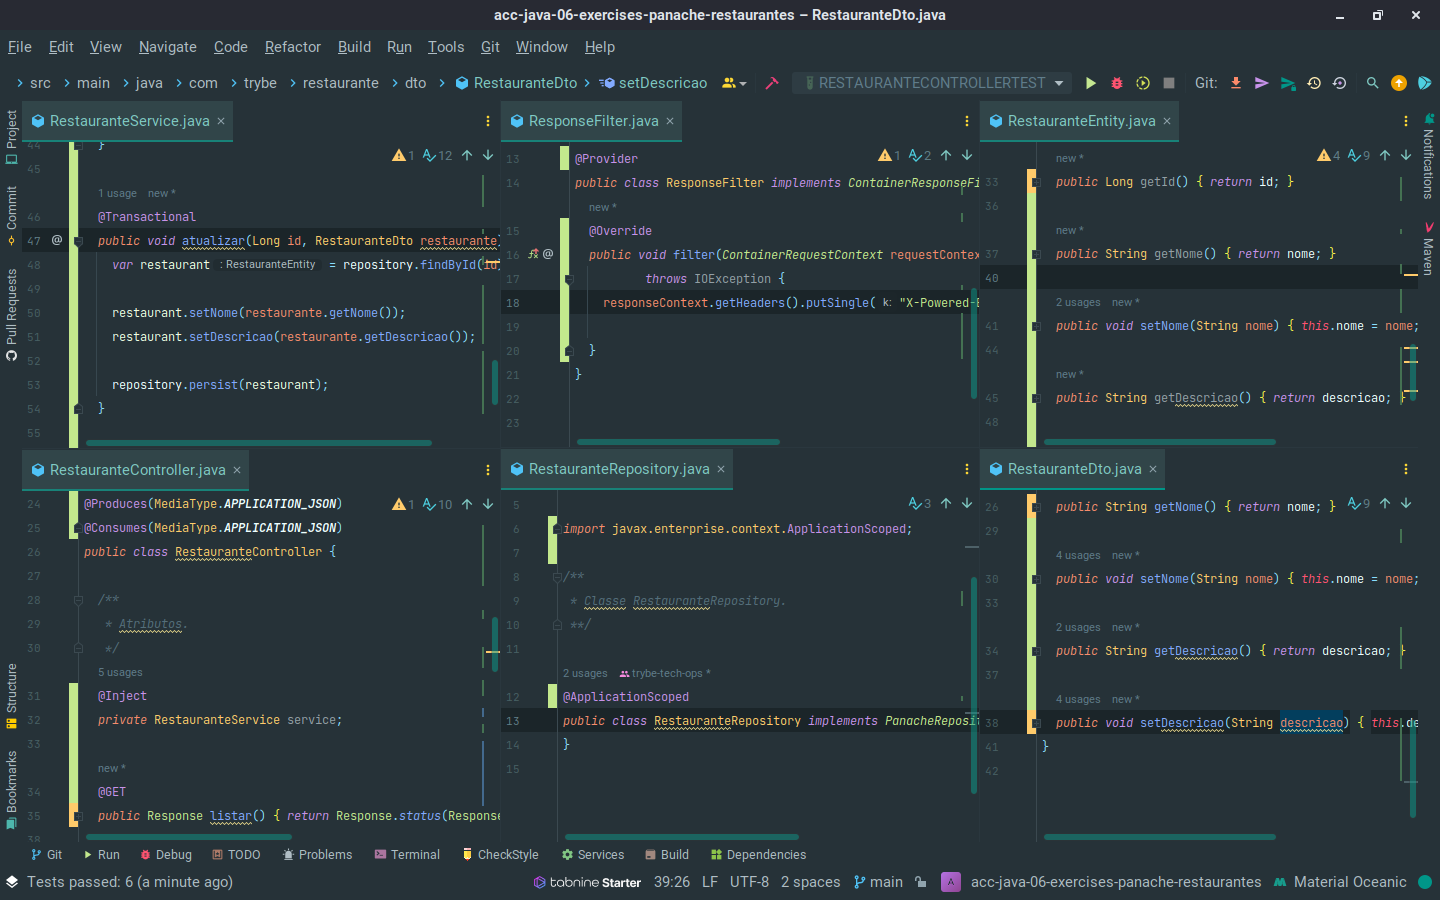 acc-java-06-exercises-panache-restaurantes – RestauranteDto.java
File Edit View Navigate Code Refactor Build Run Tools Git Window Help
src main java com trybe restaurante dto RestauranteDto setDescricao RESTAURANTECONTROLLERTEST Git:
Project
Commit
Pull Requests
Structure
Bookmarks
Notifications
Maven
RestauranteService.java
1 12
44 }
45
1 usage new *
46 @Transactional
47 @ public void atualizar(Long id, RestauranteDto restaurante)
48 var restaurant : RestauranteEntity = repository.findById(id)
49
50 restaurant.setNome(restaurante.getNome());
51 restaurant.setDescricao(restaurante.getDescricao());
52
53 repository.persist(restaurant);
54 }
55
ResponseFilter.java
1 2
13 @Provider
14 public class ResponseFilter implements ContainerResponseFi
new *
15 @Override
16 @ public void filter(ContainerRequestContext requestContex
17 throws IOException {
18 responseContext.getHeaders().putSingle( k: "X-Powered-B
19
20 }
21 }
22
23
RestauranteEntity.java
4 9
new *
33 public Long getId() { return id; }
36
new *
37 public String getNome() { return nome; }
40
2 usages new *
41 public void setNome(String nome) { this.nome = nome;
44
new *
45 public String getDescricao() { return descricao; }
48
RestauranteController.java
1 10
24 @Produces(MediaType.APPLICATION_JSON)
25 @Consumes(MediaType.APPLICATION_JSON)
26 public class RestauranteController {
27
28 /**
29 * Atributos.
30 */
5 usages
31 @Inject
32 private RestauranteService service;
33
new *
34 @GET
35 public Response listar() { return Response.status(Response
38
RestauranteRepository.java
3
5
6 import javax.enterprise.context.ApplicationScoped;
7
8 /**
9 * Classe RestauranteRepository.
10 **/
11
2 usages trybe-tech-ops *
12 @ApplicationScoped
13 public class RestauranteRepository implements PanacheReposit
14 }
15
RestauranteDto.java
9
26 public String getNome() { return nome; }
29
4 usages new *
30 public void setNome(String nome) { this.nome = nome;
33
2 usages new *
34 public String getDescricao() { return descricao; }
37
4 usages new *
38 public void setDescricao(String descricao) { this.de
41 }
42
Git Run Debug TODO Problems Terminal CheckStyle Services Build Dependencies
Tests passed: 6 (a minute ago) tabnine Starter 39:26 LF UTF-8 2 spaces main A acc-java-06-exercises-panache-restaurantes Material Oceanic